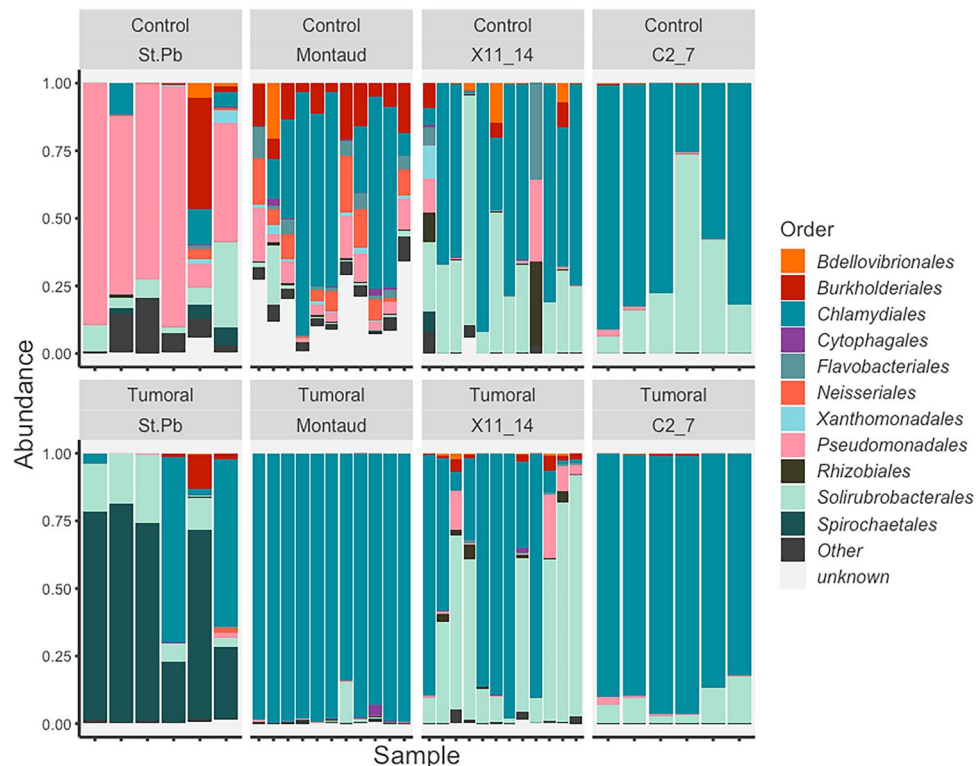 Control Control Control Control
St.Pb Montaud X11_14 C2_7
1.00
0.75
0.50
0.25
0.00
Tumoral Tumoral Tumoral Tumoral
St.Pb Montaud X11_14 C2_7
1.00
0.75
0.50
0.25
0.00
Abundance
Sample
Order
Bdellovibrionales
Burkholderiales
Chlamydiales
Cytophagales
Flavobacteriales
Neisseriales
Xanthomonadales
Pseudomonadales
Rhizobiales
Solirubrobacterales
Spirochaetales
Other
unknown